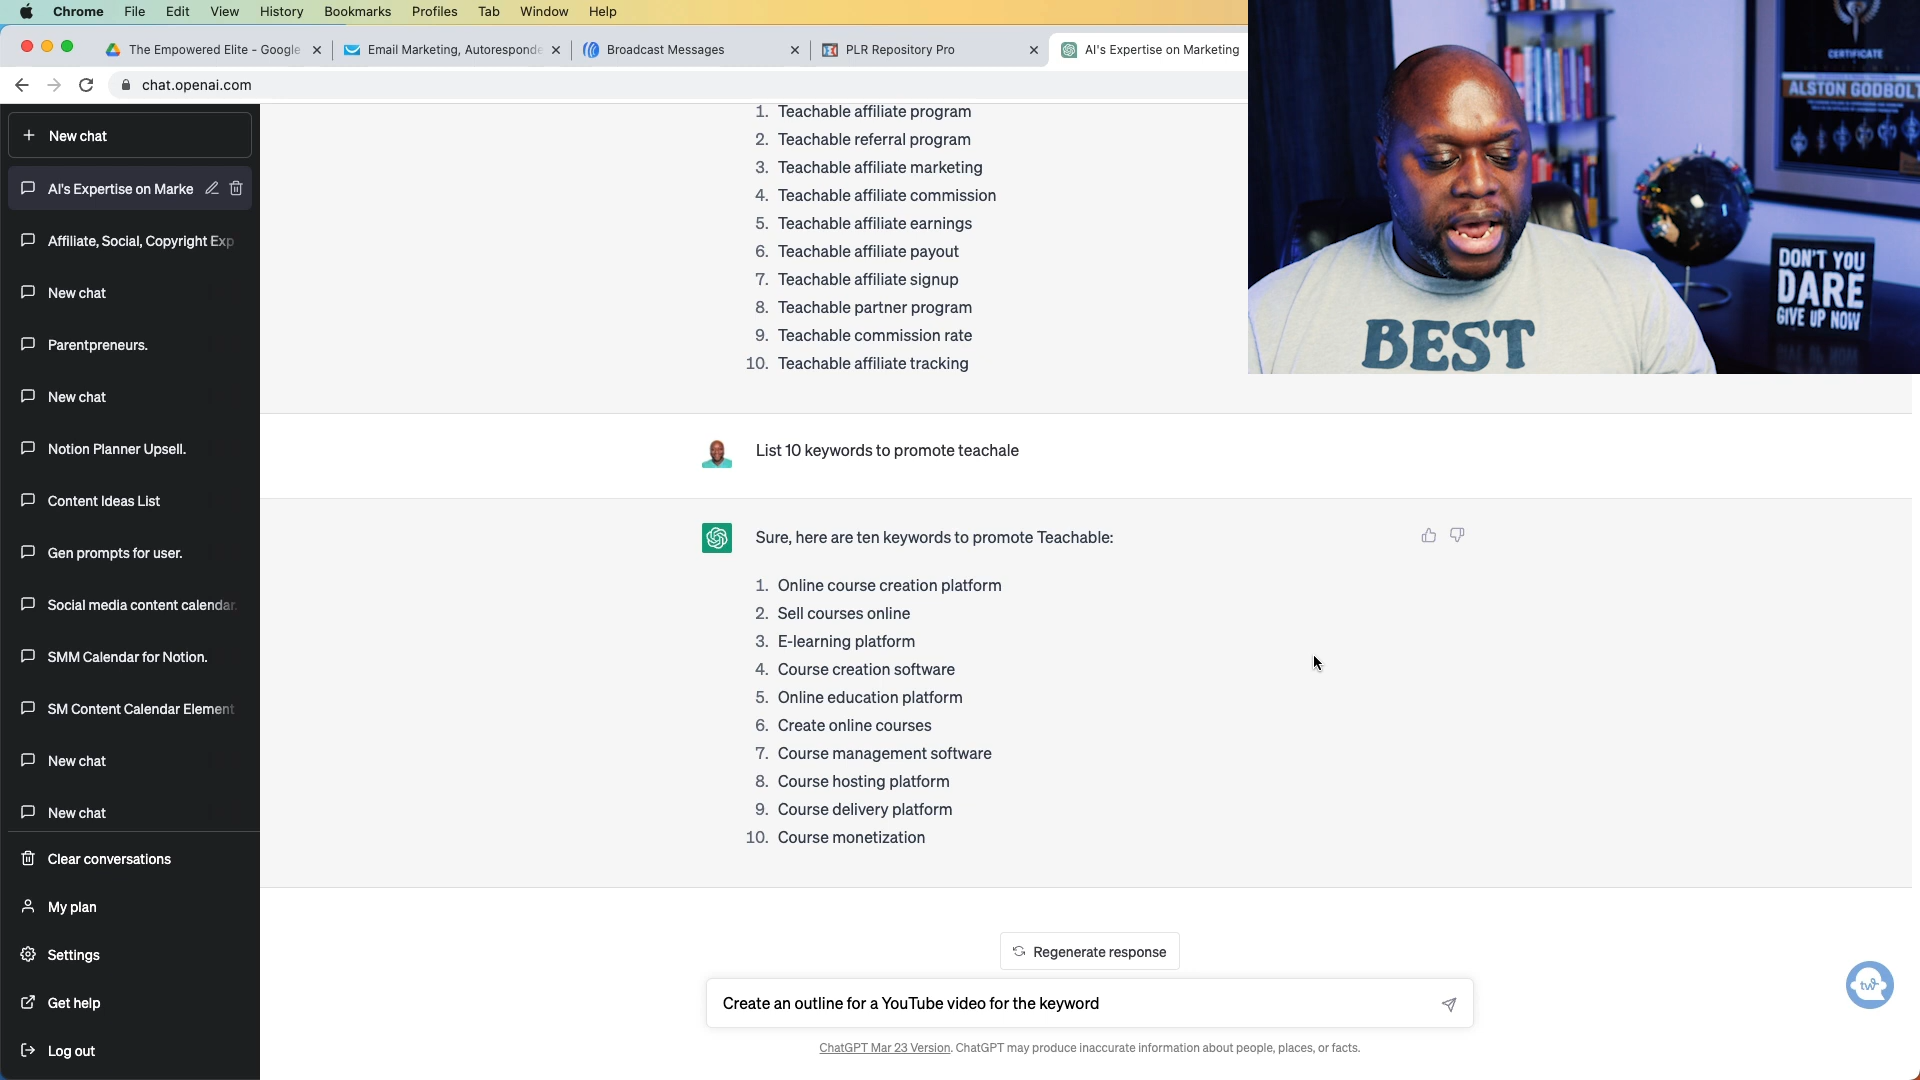 Chrome File Edit View History Bookmarks Profiles Tab Window Help
The Empowered Elite - Google
Email Marketing, Autoresponde
Broadcast Messages
PLR Repository Pro
AI's Expertise on Marketing
chat.openai.com
New chat
AI's Expertise on Marke
Affiliate, Social, Copyright Exp
New chat
Parentpreneurs.
New chat
Notion Planner Upsell.
Content Ideas List
Gen prompts for user.
Social media content calendar.
SMM Calendar for Notion.
SM Content Calendar Element
New chat
New chat
Clear conversations
My plan
Settings
Get help
Log out
1. Teachable affiliate program
2. Teachable referral program
3. Teachable affiliate marketing
4. Teachable affiliate commission
5. Teachable affiliate earnings
6. Teachable affiliate payout
7. Teachable affiliate signup
8. Teachable partner program
9. Teachable commission rate
10. Teachable affiliate tracking
List 10 keywords to promote teachale
Sure, here are ten keywords to promote Teachable:
1. Online course creation platform
2. Sell courses online
3. E-learning platform
4. Course creation software
5. Online education platform
6. Create online courses
7. Course management software
8. Course hosting platform
9. Course delivery platform
10. Course monetization
Regenerate response
Create an outline for a YouTube video for the keyword
ChatGPT Mar 23 Version. ChatGPT may produce inaccurate information about people, places, or facts.
CERTIFICATE
ALSTON GODBOLT
DON'T YOU
DARE
GIVE UP NOW
BEST